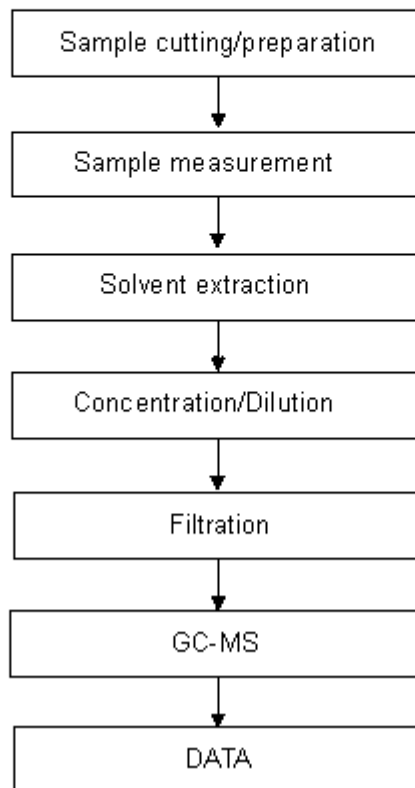 Sample cutting/preparation
Sample measurement
Solvent extraction
Concentration/Dilution
Filtration
GC-MS
DATA